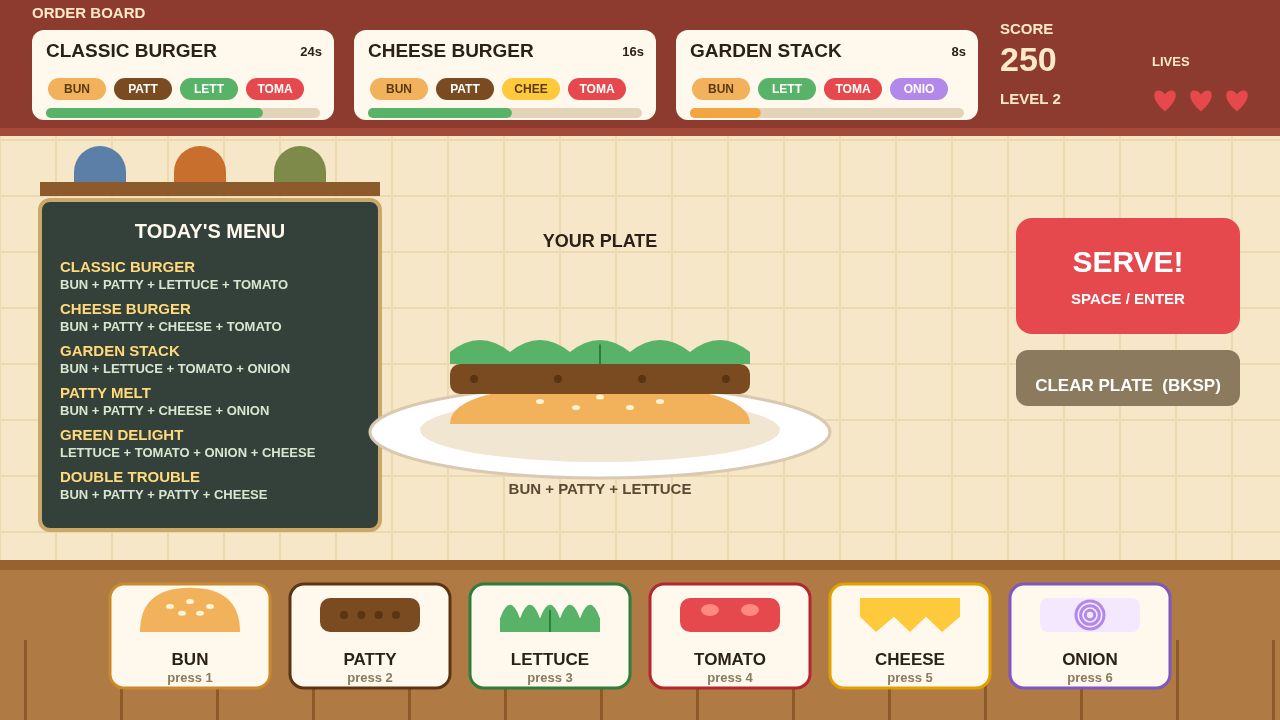 ORDER BOARD
CLASSIC BURGER 24s
BUN PATT LETT TOMA
CHEESE BURGER 16s
BUN PATT CHEE TOMA
GARDEN STACK 8s
BUN LETT TOMA ONIO
SCORE
250
LEVEL 2
LIVES
TODAY'S MENU
CLASSIC BURGER
BUN + PATTY + LETTUCE + TOMATO
CHEESE BURGER
BUN + PATTY + CHEESE + TOMATO
GARDEN STACK
BUN + LETTUCE + TOMATO + ONION
PATTY MELT
BUN + PATTY + CHEESE + ONION
GREEN DELIGHT
LETTUCE + TOMATO + ONION + CHEESE
DOUBLE TROUBLE
BUN + PATTY + PATTY + CHEESE
YOUR PLATE
BUN + PATTY + LETTUCE
SERVE!
SPACE / ENTER
CLEAR PLATE (BKSP)
BUN
press 1
PATTY
press 2
LETTUCE
press 3
TOMATO
press 4
CHEESE
press 5
ONION
press 6